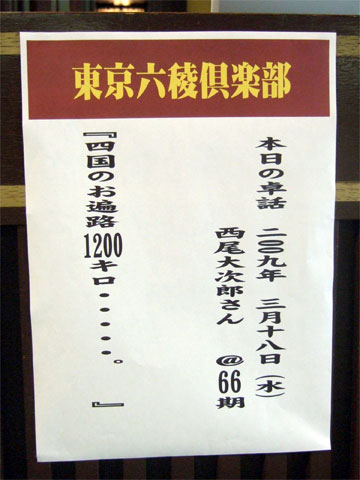 東京六稜倶楽部
本日の卓話　二〇〇九年　三月十八日（水）
西尾大次郎さん　@66期
『四国のお遍路1200キロ・・・・・。』